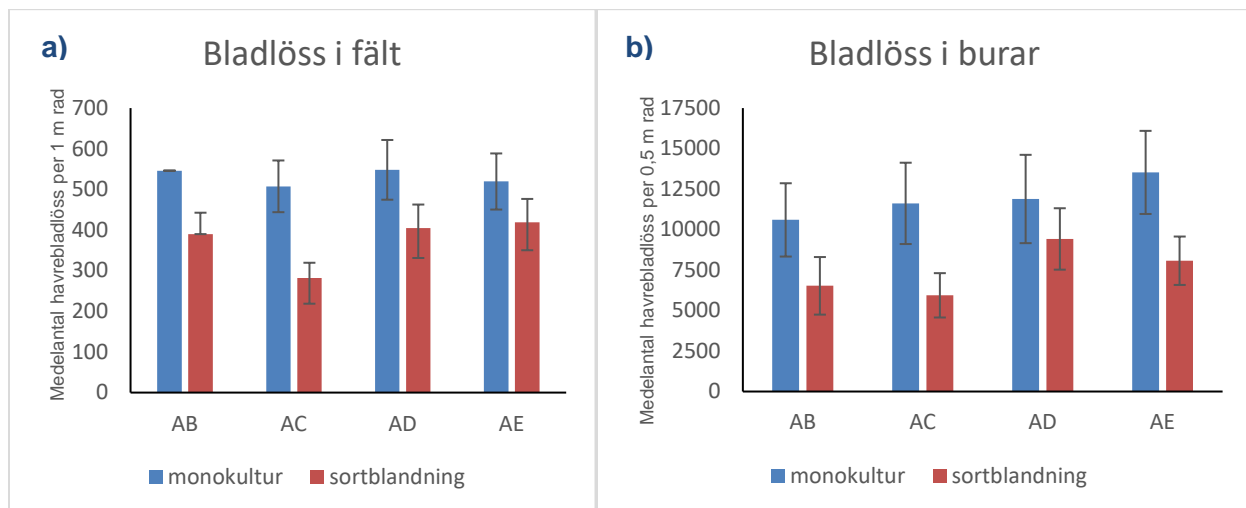 a)
Bladlöss i fält
Medelantal havrebladlöss per 1 m rad
700
600
500
400
300
200
100
0
AB AC AD AE
monokultur sortblandning
b)
Bladlöss i burar
Medelantal havrebladlöss per 0,5 m rad
17500
15000
12500
10000
7500
5000
2500
0
AB AC AD AE
monokultur sortblandning